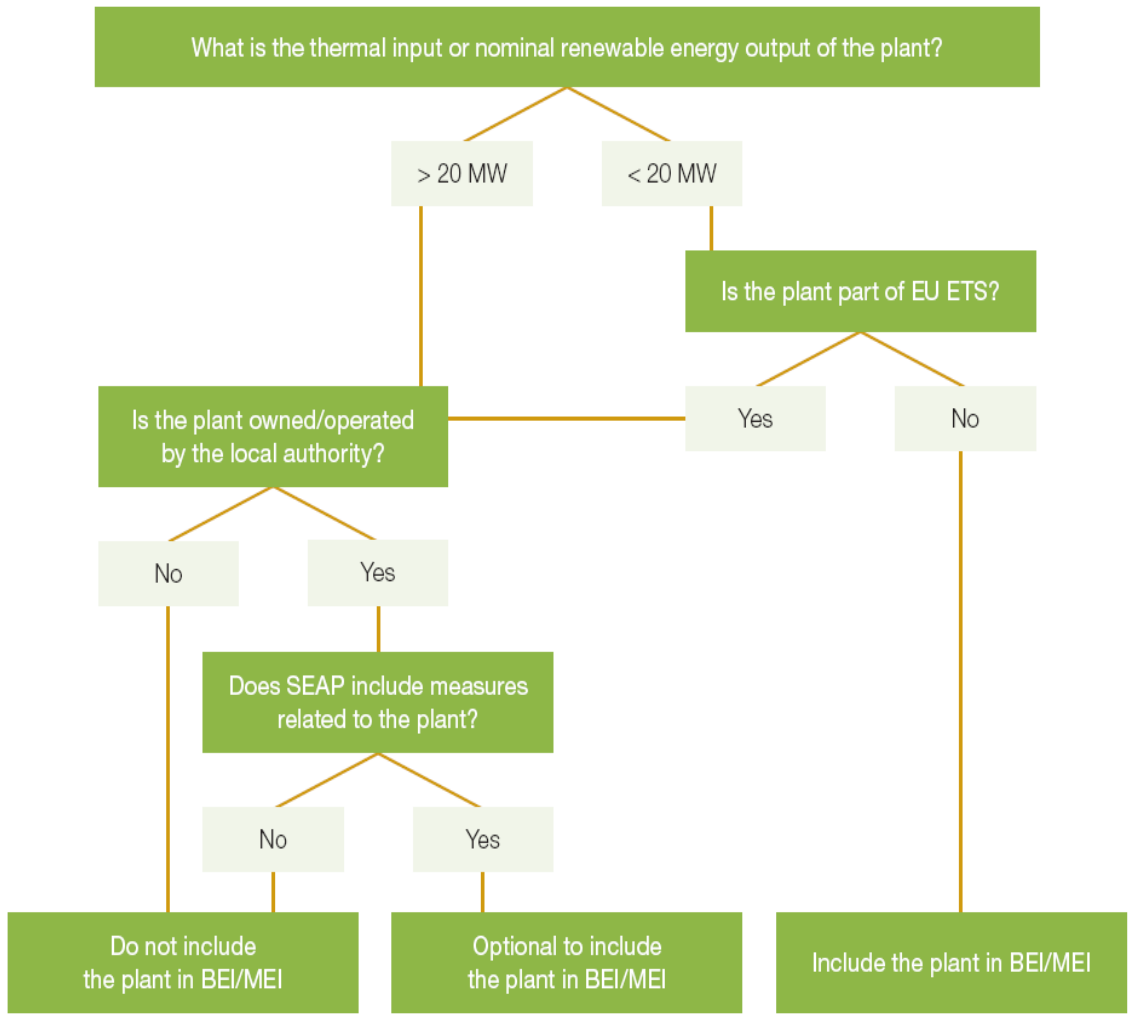 What is the thermal input or nominal renewable energy output of the plant?
> 20 MW
< 20 MW
Is the plant part of EU ETS?
Is the plant owned/operated
by the local authority?
Yes
No
No
Yes
Does SEAP include measures
related to the plant?
No
Yes
Do not include
the plant in BEI/MEI
Optional to include
the plant in BEI/MEI
Include the plant in BEI/MEI